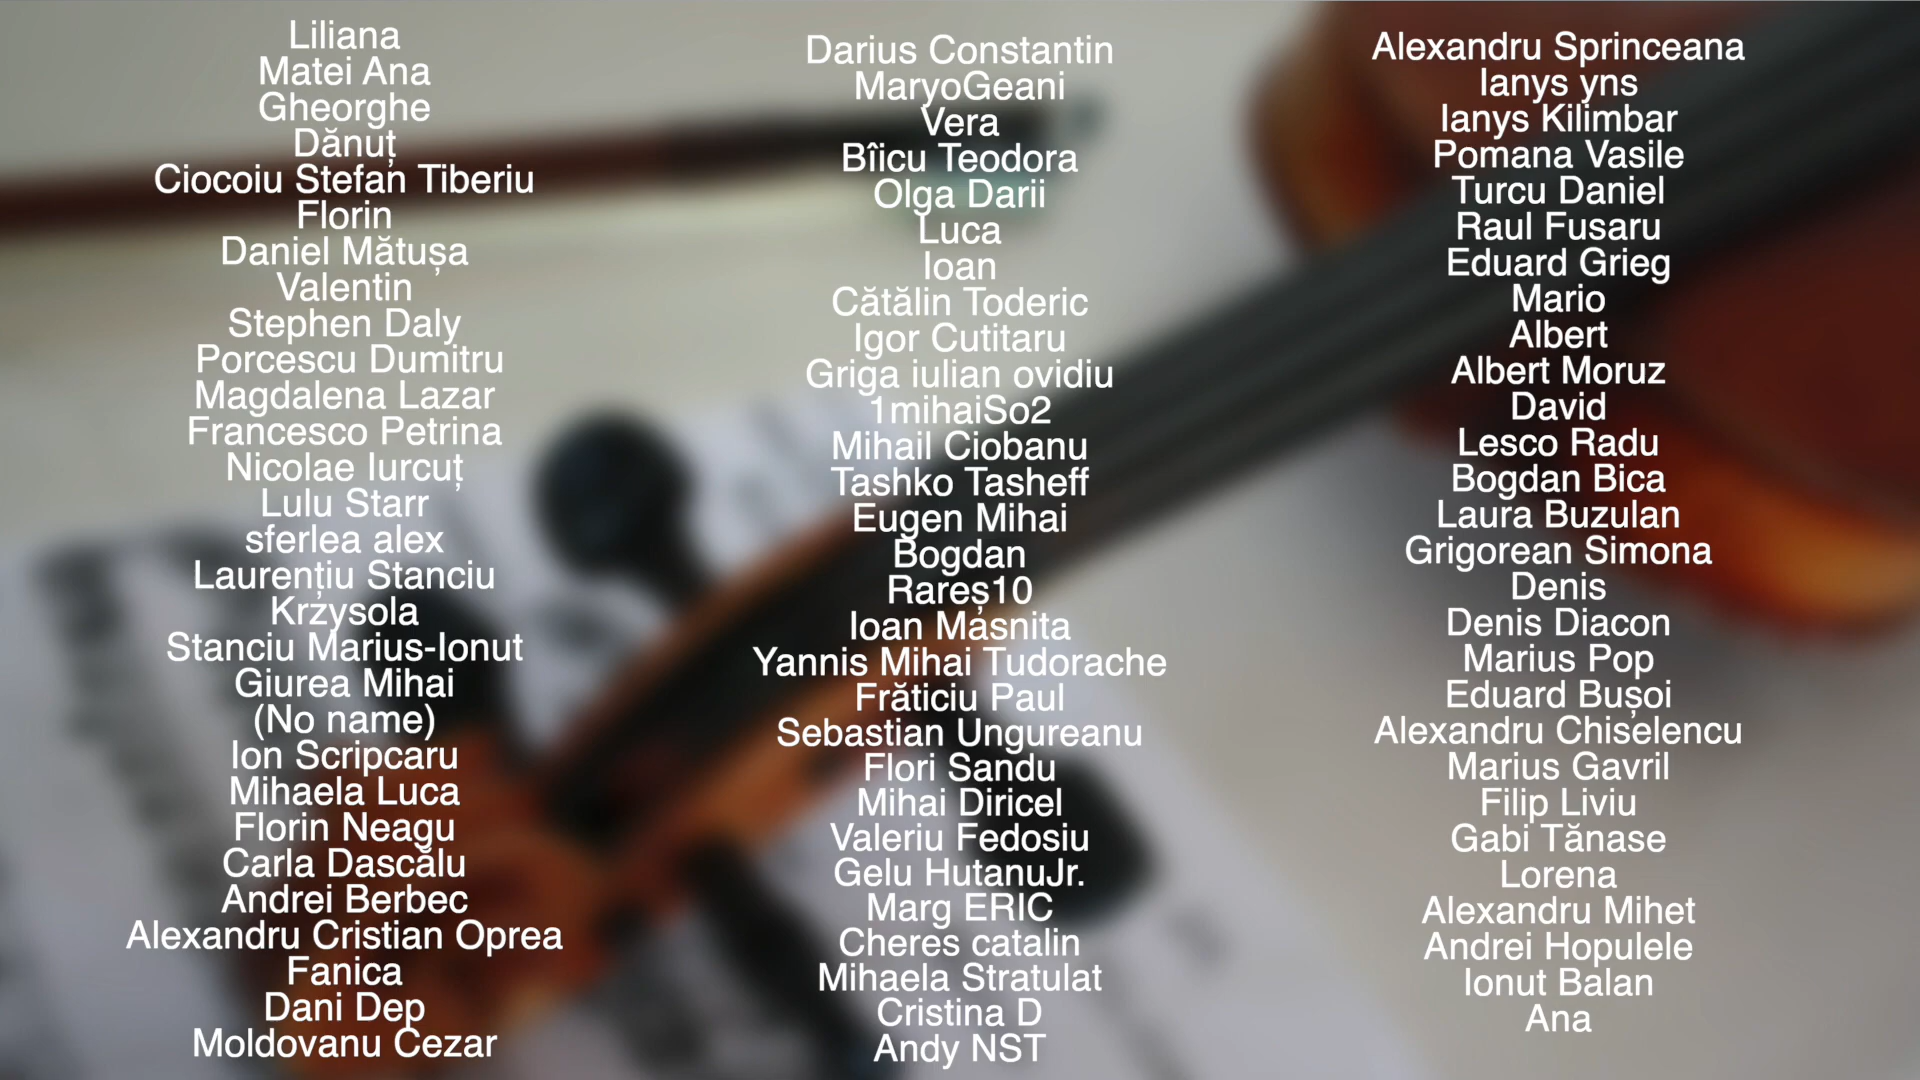 Liliana
Matei Ana
Gheorghe
Dănuț
Ciocoiu Stefan Tiberiu
Florin
Daniel Mătușa
Valentin
Stephen Daly
Porcescu Dumitru
Magdalena Lazar
Francesco Petrina
Nicolae Iurcuț
Lulu Starr
sferlea alex
Laurențiu Stanciu
Krzysola
Stanciu Marius-Ionut
Giurea Mihai
(No name)
Ion Scripcaru
Mihaela Luca
Florin Neagu
Carla Dascălu
Andrei Berbec
Alexandru Cristian Oprea
Fanica
Dani Dep
Moldovanu Cezar
Darius Constantin
MaryoGeani
Vera
Bîicu Teodora
Olga Darii
Luca
Ioan
Cătălin Toderic
Igor Cutitaru
Griga iulian ovidiu
1mihaiSo2
Mihail Ciobanu
Tashko Tasheff
Eugen Mihai
Bogdan
Rareș10
Ioan Masnita
Yannis Mihai Tudorache
Frăticiu Paul
Sebastian Ungureanu
Flori Sandu
Mihai Diricel
Valeriu Fedosiu
Gelu HutanuJr.
Marg ERIC
Cheres catalin
Mihaela Stratulat
Cristina D
Andy NST
Alexandru Sprinceana
Ianys yns
Ianys Kilimbar
Pomana Vasile
Turcu Daniel
Raul Fusaru
Eduard Grieg
Mario
Albert
Albert Moruz
David
Lesco Radu
Bogdan Bica
Laura Buzulan
Grigorean Simona
Denis
Denis Diacon
Marius Pop
Eduard Bușoi
Alexandru Chiselencu
Marius Gavril
Filip Liviu
Gabi Tănase
Lorena
Alexandru Mihet
Andrei Hopulele
Ionut Balan
Ana